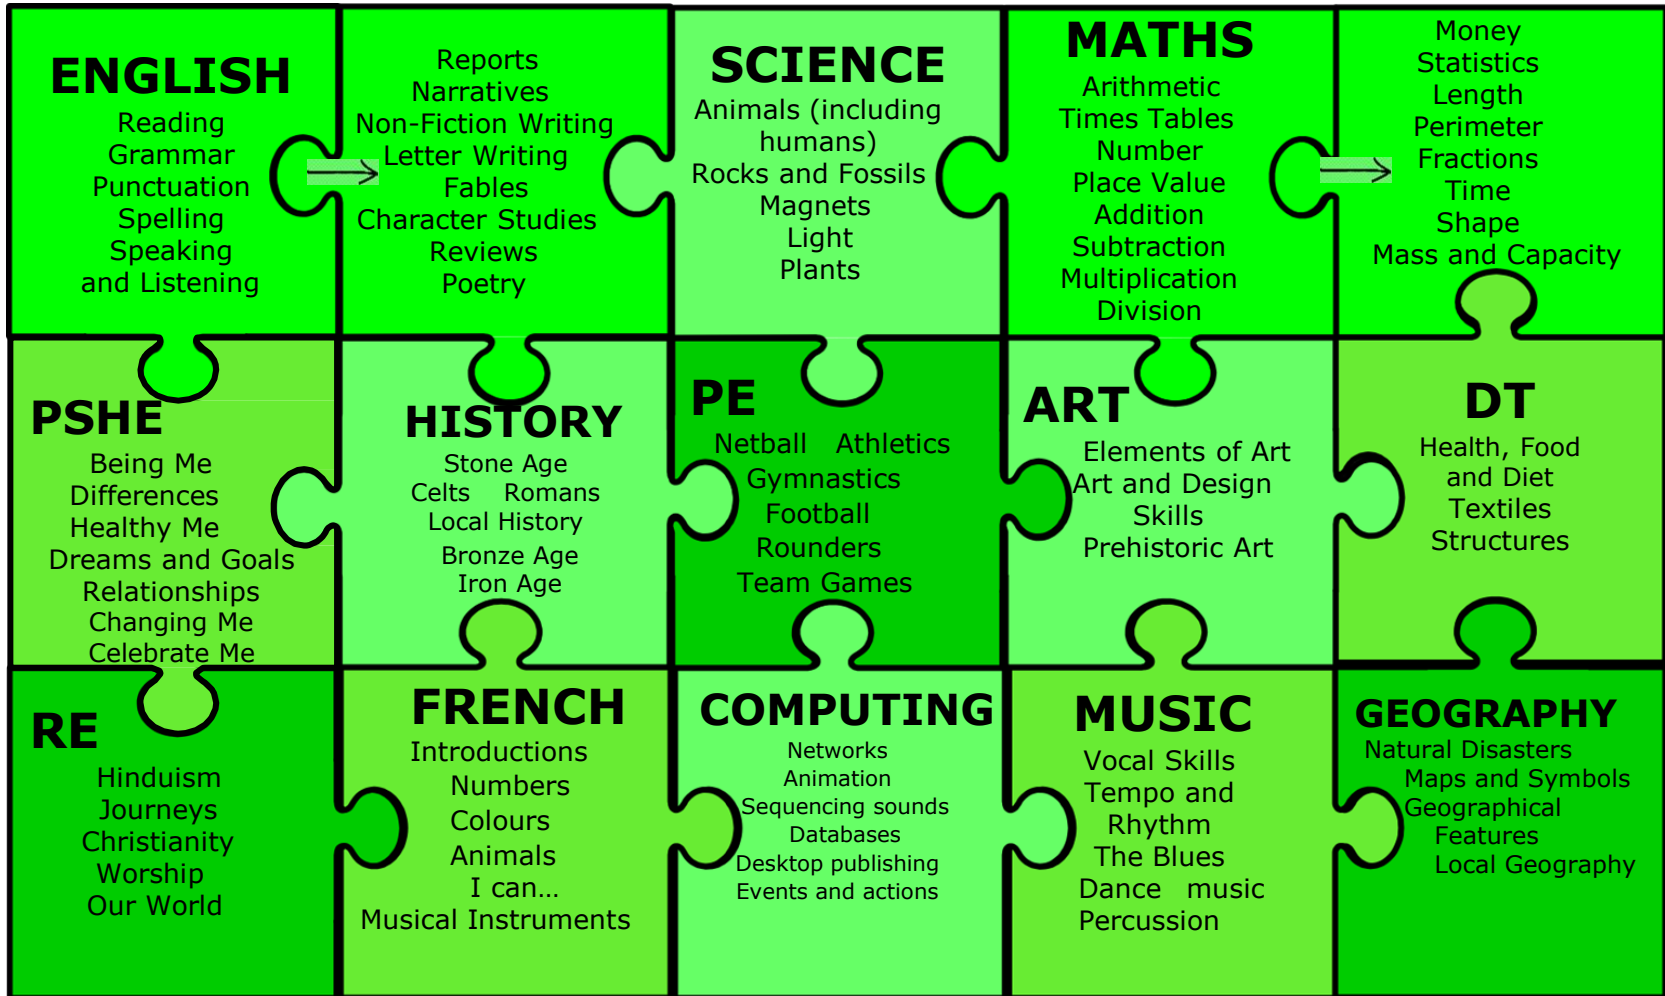 ENGLISH
Reading
Grammar
Punctuation
Spelling
Speaking
and Listening
Reports
Narratives
Non-Fiction Writing
Letter Writing
Fables
Character Studies
Reviews
Poetry
SCIENCE
Animals (including
humans)
Rocks and Fossils
Magnets
Light
Plants
MATHS
Arithmetic
Times Tables
Number
Place Value
Addition
Subtraction
Multiplication
Division
Money
Statistics
Length
Perimeter
Fractions
Time
Shape
Mass and Capacity
PSHE
Being Me
Differences
Healthy Me
Dreams and Goals
Relationships
Changing Me
Celebrate Me
HISTORY
Stone Age
Celts Romans
Local History
Bronze Age
Iron Age
PE
Netball Athletics
Gymnastics
Football
Rounders
Team Games
ART
Elements of Art
Art and Design
Skills
Prehistoric Art
DT
Health, Food
and Diet
Textiles
Structures
RE
Hinduism
Journeys
Christianity
Worship
Our World
FRENCH
Introductions
Numbers
Colours
Animals
I can…
Musical Instruments
COMPUTING
Networks
Animation
Sequencing sounds
Databases
Desktop publishing
Events and actions
MUSIC
Vocal Skills
Tempo and
Rhythm
The Blues
Dance music
Percussion
GEOGRAPHY
Natural Disasters
Maps and Symbols
Geographical
Features
Local Geography